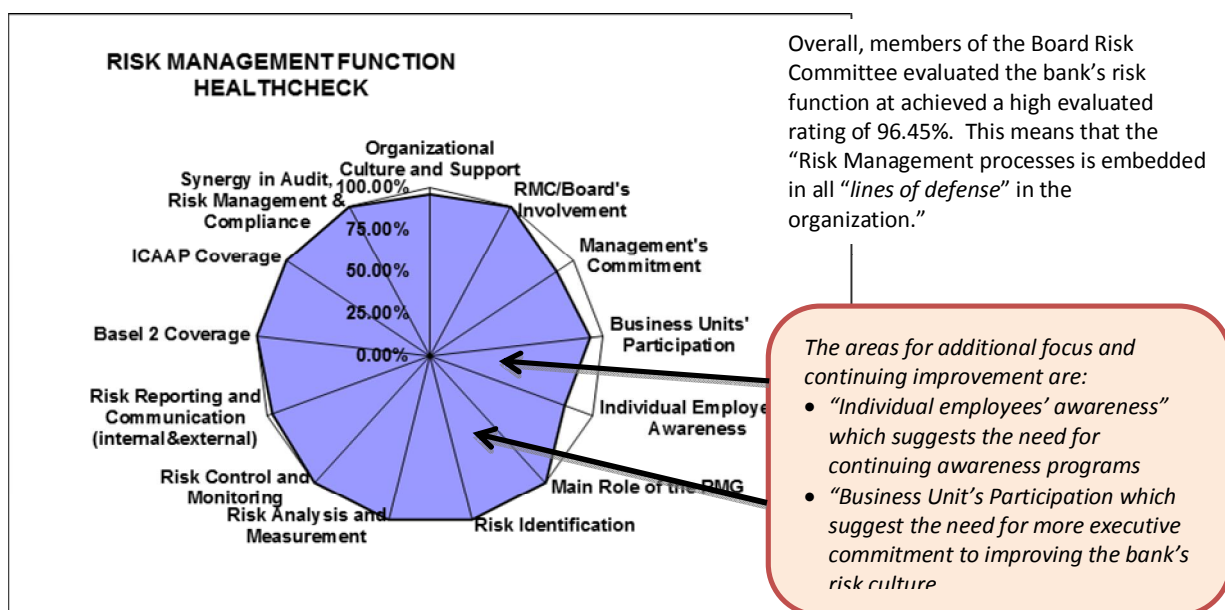 RISK MANAGEMENT FUNCTION
HEALTHCHECK
Organizational
Culture and Support
RMC/Board's
Involvement
Management's
Commitment
Business Units'
Participation
Individual Employe
Awareness
Main Role of the RMG
Risk Identification
Risk Analysis and
Measurement
Risk Control and
Monitoring
Risk Reporting and
Communication
(internal&external)
Basel 2 Coverage
ICAAP Coverage
Synergy in Audit,
Risk Management &
Compliance
100.00%
75.00%
50.00%
25.00%
0.00%
Overall, members of the Board Risk
Committee evaluated the bank's risk
function at achieved a high evaluated
rating of 96.45%.  This means that the
“Risk Management processes is embedded
in all “lines of defense” in the
organization.”
The areas for additional focus and
continuing improvement are:
• “Individual employees' awareness”
which suggests the need for
continuing awareness programs
• “Business Unit's Participation which
suggest the need for more executive
commitment to improving the bank's
risk culture